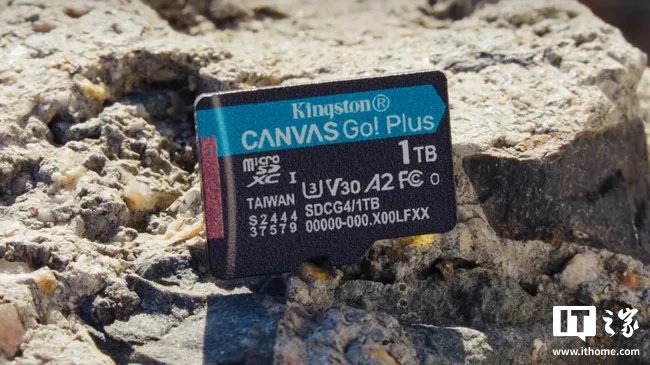 Kingston®
CANVAS Go! Plus
1TB
micro SD XC I U3 V30 A2 FC
TAIWAN SDCG4/1TB
S2444
37579 00000-000.X00LFXX
IT之家
www.ithome.com